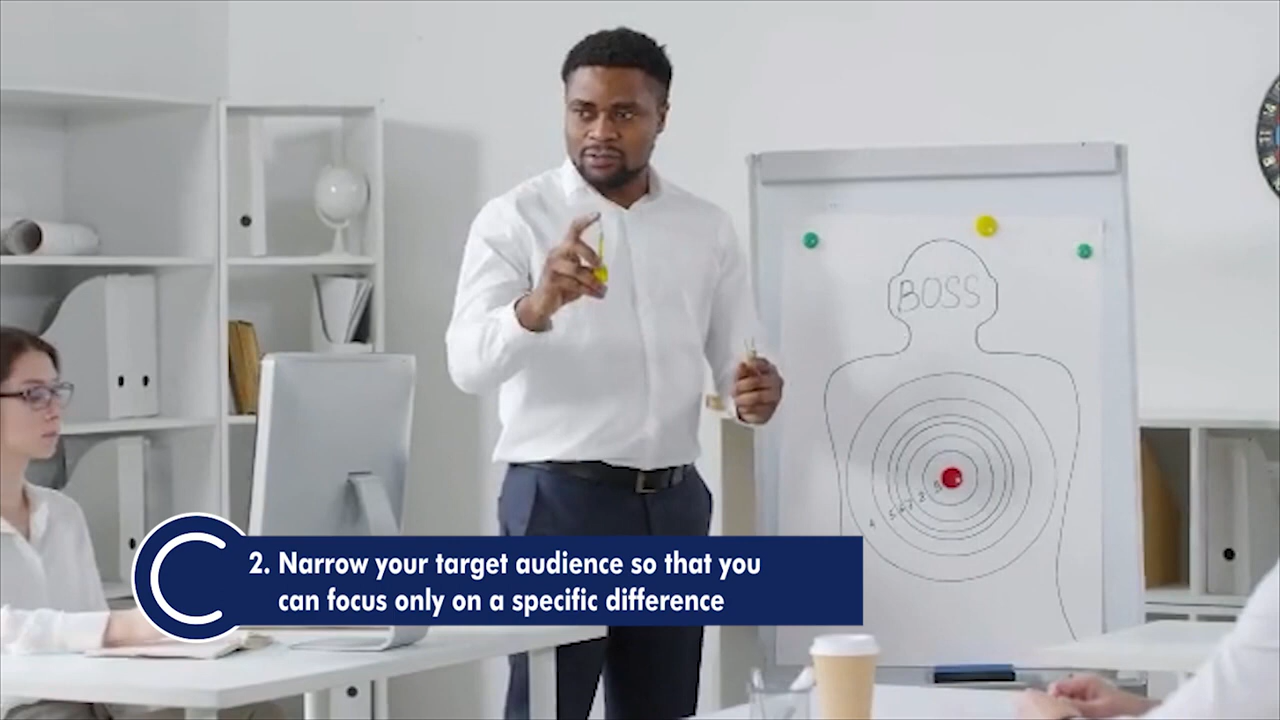 BOSS
2. Narrow your target audience so that you
can focus only on a specific difference